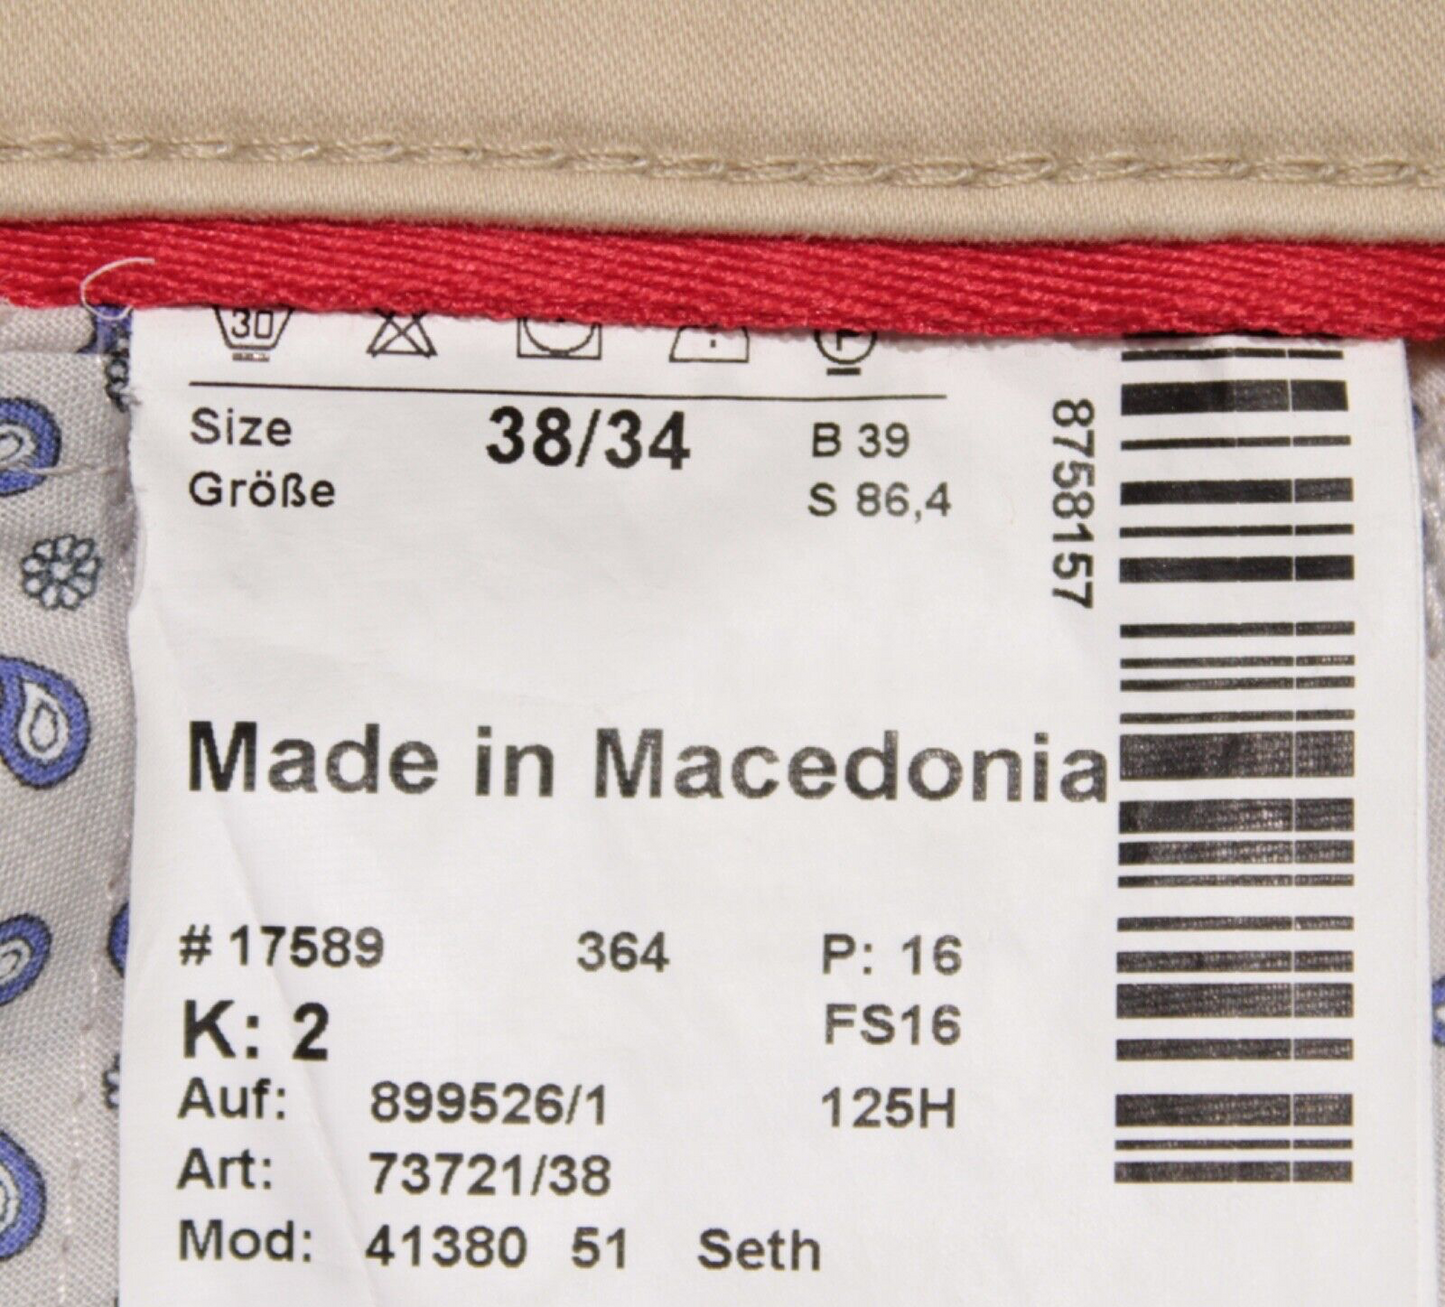 30
P
Size 38/34 B 39
Größe S 86,4
8758157
Made in Macedonia
# 17589 364 P: 16
K: 2 FS16
Auf: 899526/1 125H
Art: 73721/38
Mod: 41380 51 Seth